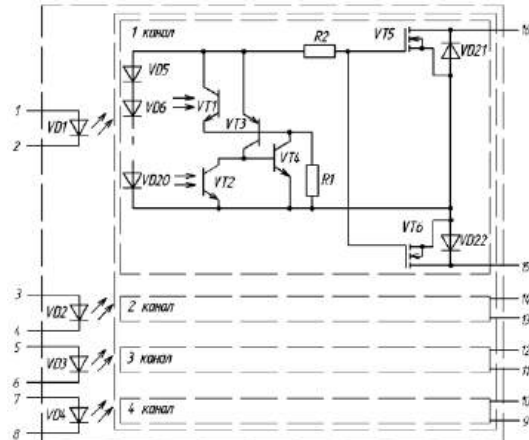 1 канал
R2
VT5
16
VD5
VD21
VD6
VT1
1
VD1
VT3
2
VT4
VD20
VT2
R1
VT6
VD22
15
3
VD2
2 канал
14
4
13
5
VD3
3 канал
12
6
11
7
VD4
4 канал
10
8
9